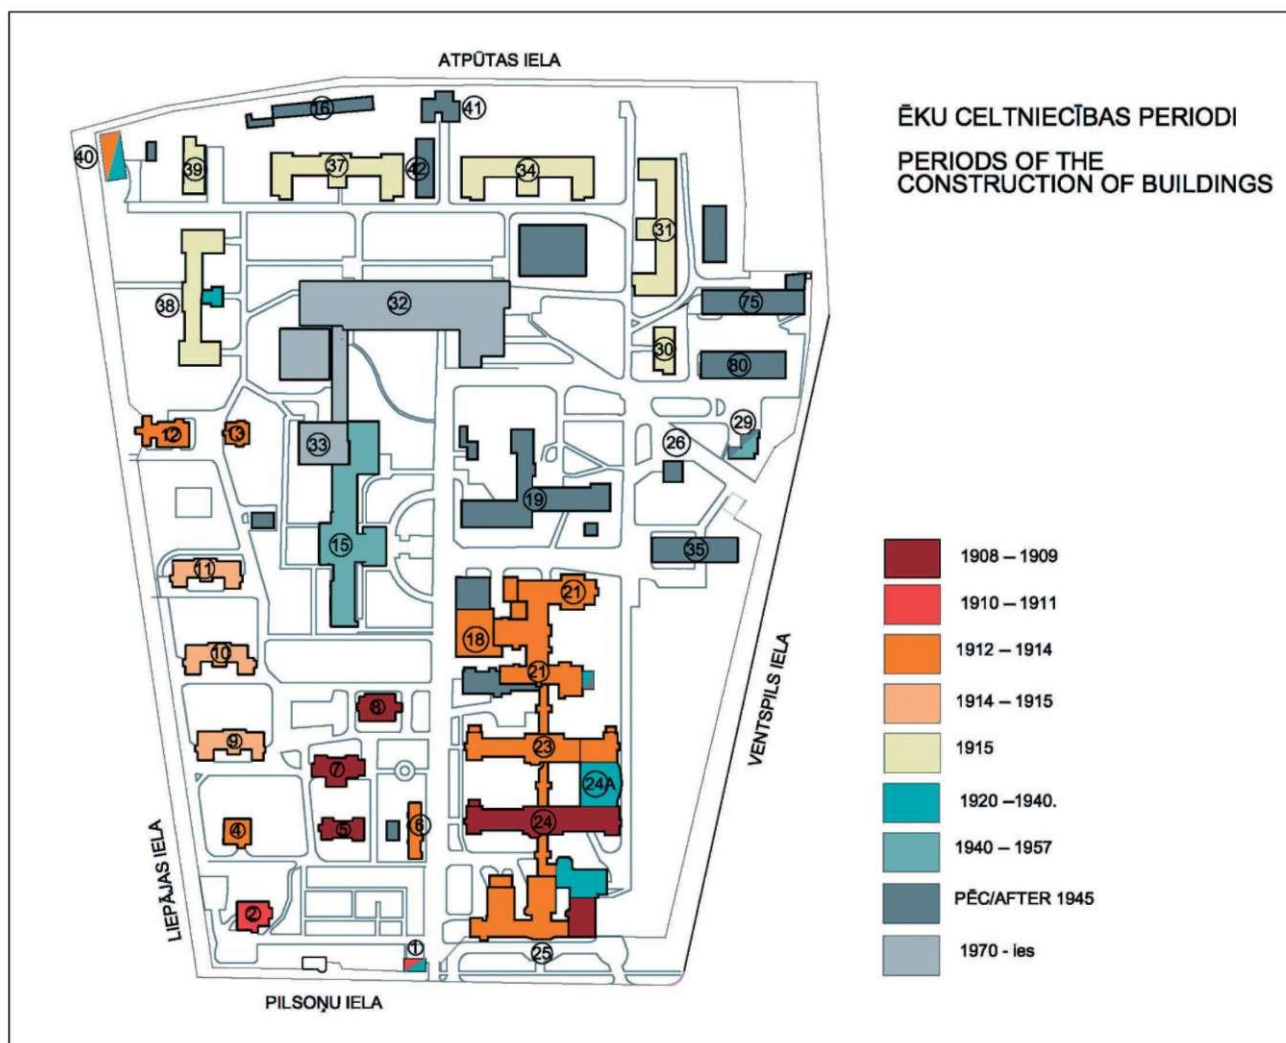 ATPŪTAS IELA
ĒKU CELTNIECĪBAS PERIODI
PERIODS OF THE
CONSTRUCTION OF BUILDINGS
16
41
40
39
37
42
34
31
38
32
75
30
80
12
13
33
29
26
19
15
35
11
21
18
10
21
8
9
23
7
24A
4
5
6
24
2
1
25
LIEPĀJAS IELA
VENTSPILS IELA
PILSOŅU IELA
1908 – 1909
1910 – 1911
1912 – 1914
1914 – 1915
1915
1920 –1940.
1940 – 1957
PĒC/AFTER 1945
1970 - ies